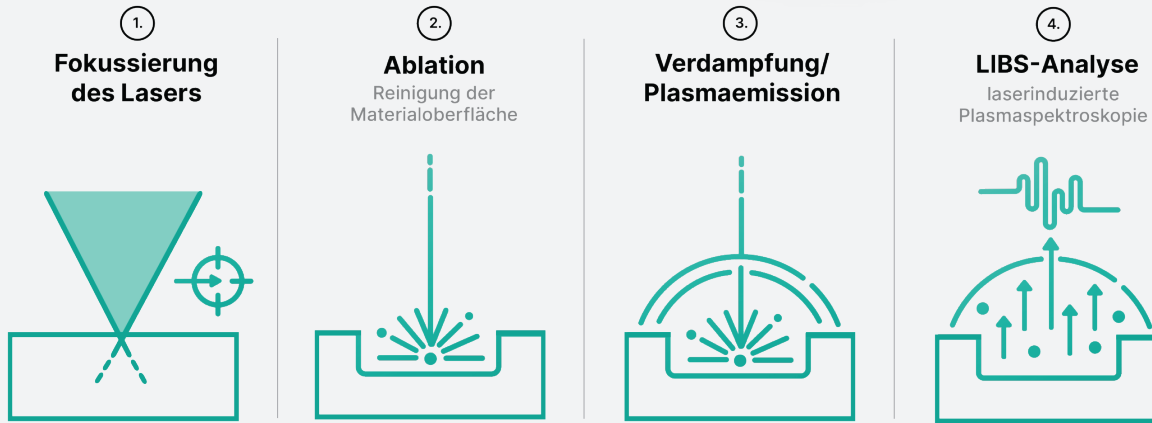 1.
Fokussierung
des Lasers
2.
Ablation
Reinigung der
Materialoberfläche
3.
Verdampfung/
Plasmaemission
4.
LIBS-Analyse
laserinduzierte
Plasmaspektroskopie